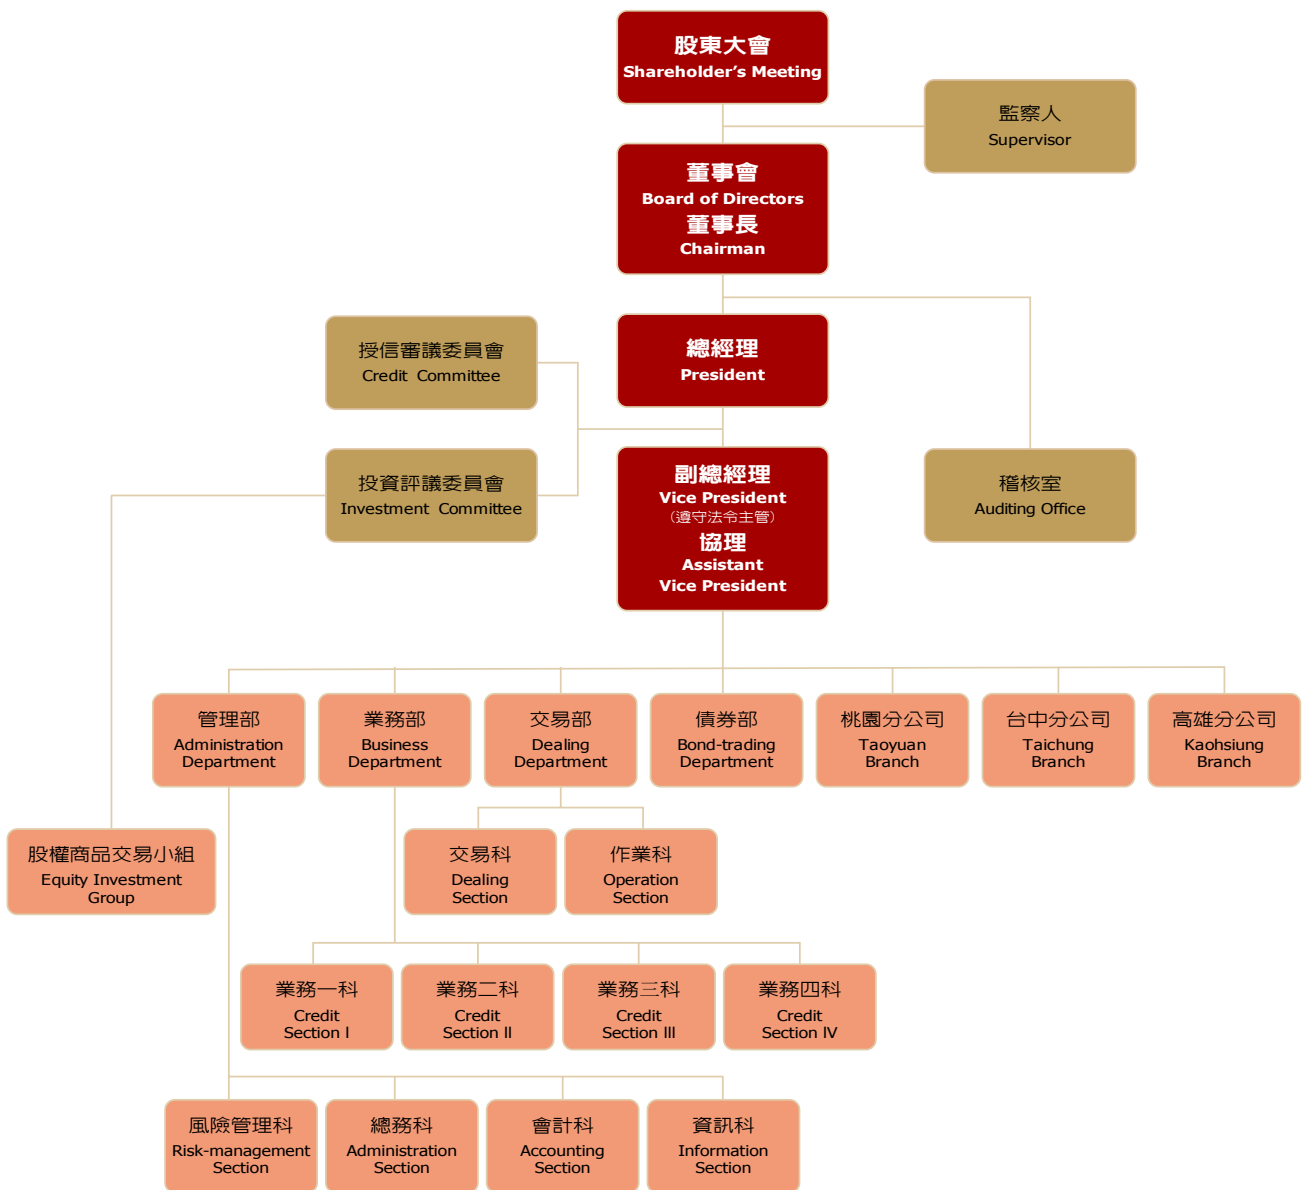 股東大會
Shareholder’s Meeting
監察人
Supervisor
董事會
Board of Directors
董事長
Chairman
總經理
President
授信審議委員會
Credit Committee
投資評議委員會
Investment Committee
副總經理
Vice President
（遵守法令主管）
協理
Assistant
Vice President
稽核室
Auditing Office
管理部
Administration
Department
業務部
Business
Department
交易部
Dealing
Department
債券部
Bond-trading
Department
桃園分公司
Taoyuan
Branch
台中分公司
Taichung
Branch
高雄分公司
Kaohsiung
Branch
股權商品交易小組
Equity Investment
Group
交易科
Dealing
Section
作業科
Operation
Section
業務一科
Credit
Section I
業務二科
Credit
Section II
業務三科
Credit
Section III
業務四科
Credit
Section IV
風險管理科
Risk-management
Section
總務科
Administration
Section
會計科
Accounting
Section
資訊科
Information
Section